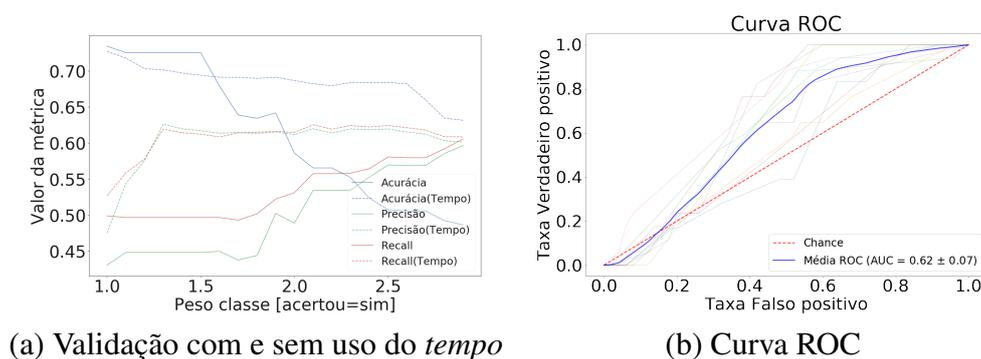 Valor da métrica
0.70
0.65
0.60
0.55
0.50
0.45
Acurácia
Acurácia(Tempo)
Precisão
Precisão(Tempo)
Recall
Recall(Tempo)
1.0 1.5 2.0 2.5
Peso classe [acertou=sim]
(a) Validação com e sem uso do tempo
Curva ROC
Taxa Verdadeiro positivo
1.0
0.8
0.6
0.4
0.2
0.0
Chance
Média ROC (AUC = 0.62 ± 0.07)
0.0 0.2 0.4 0.6 0.8 1.0
Taxa Falso positivo
(b) Curva ROC